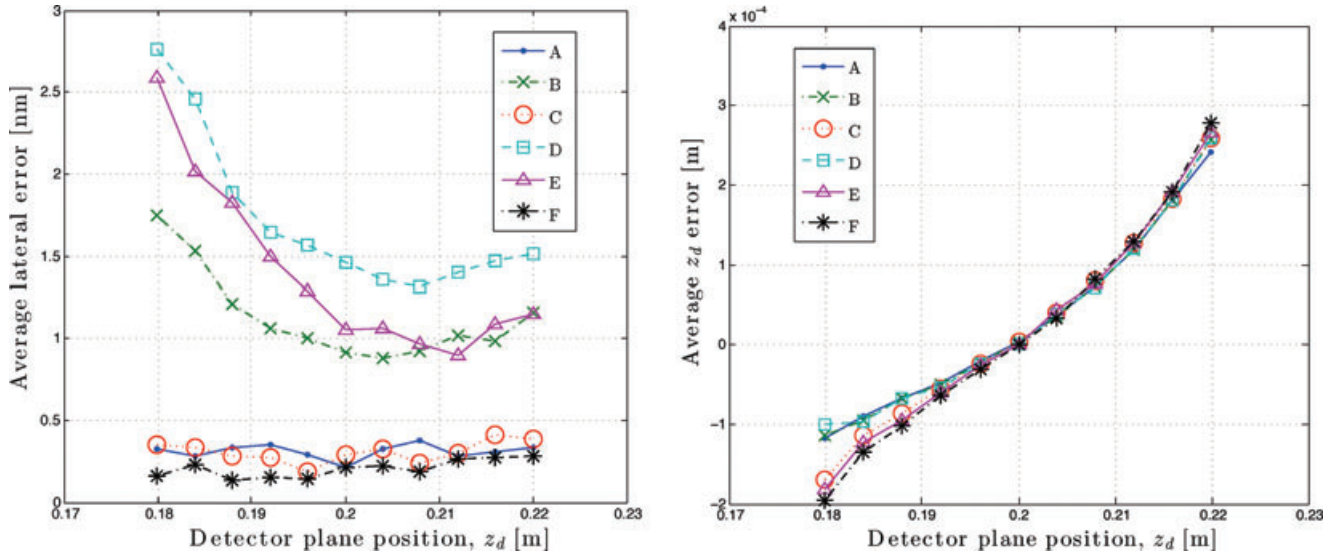 3
2.5
2
1.5
1
0.5
0
0.17 0.18 0.19 0.2 0.21 0.22 0.23
Average lateral error [nm]
Detector plane position, z_d [m]
A
B
C
D
E
F
× 10⁻⁴
4
3
2
1
0
−1
−2
0.17 0.18 0.19 0.2 0.21 0.22 0.23
Average z_d error [m]
Detector plane position, z_d [m]
A
B
C
D
E
F